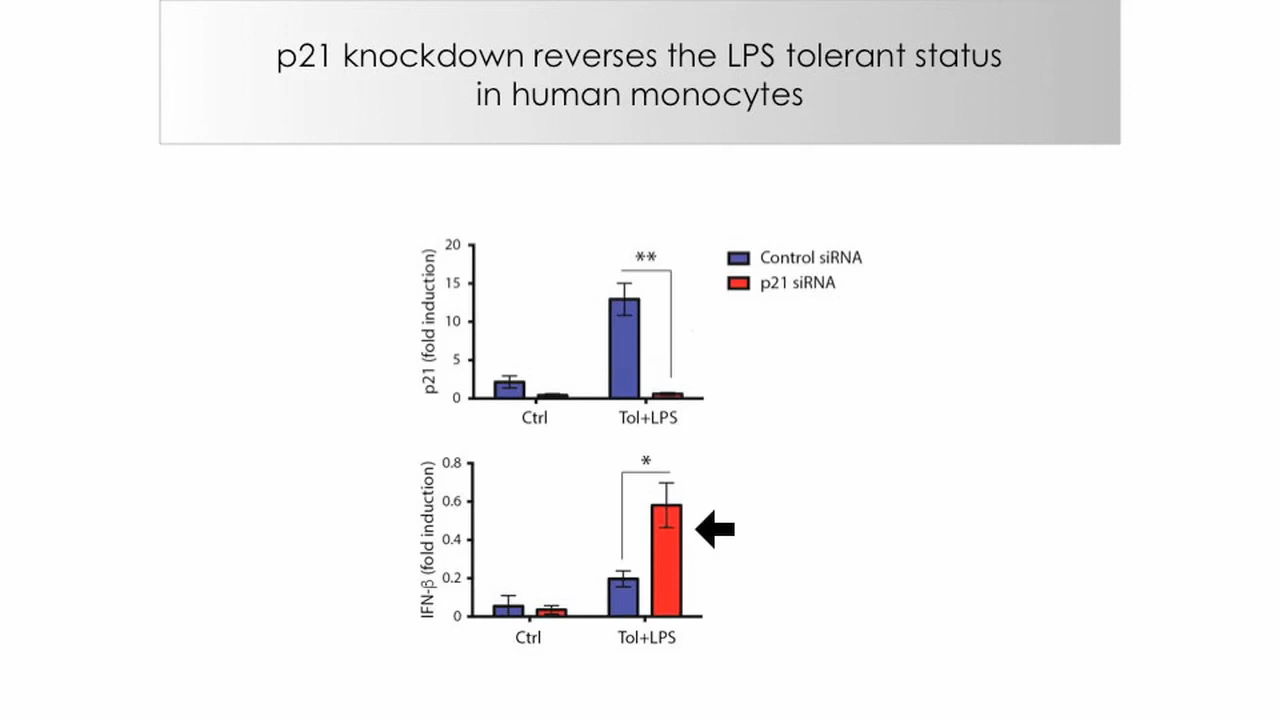 p21 knockdown reverses the LPS tolerant status
in human monocytes
p21 (fold induction)
20
15
10
5
0
**
Ctrl
Tol+LPS
Control siRNA
p21 siRNA
IFN-β (fold induction)
0.8
0.6
0.4
0.2
0
*
Ctrl
Tol+LPS